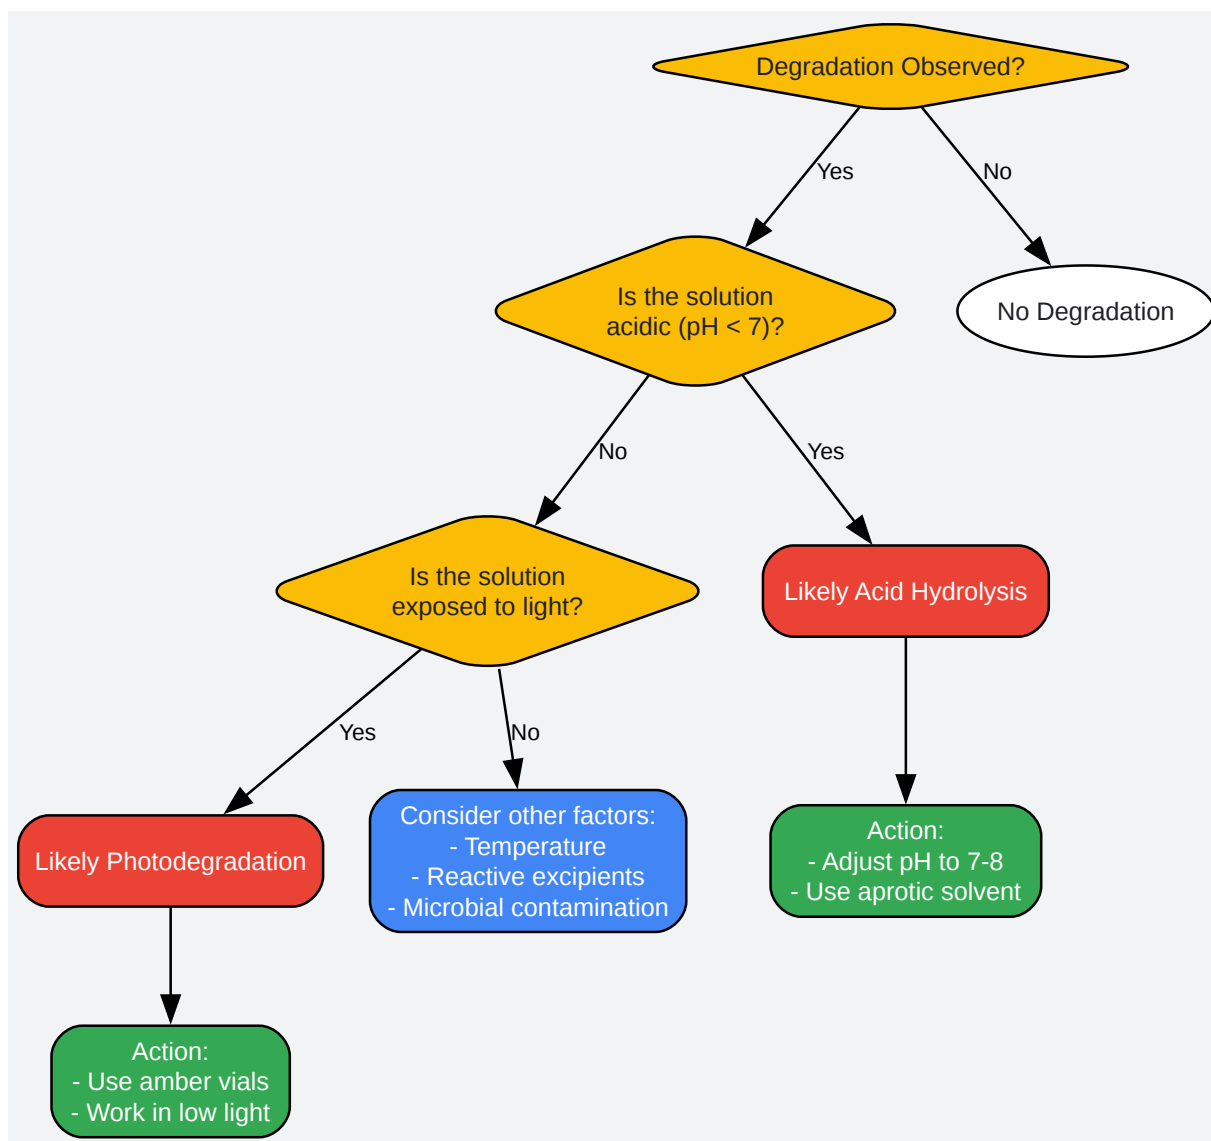 Degradation Observed?
Yes
No
Is the solution
acidic (pH < 7)?
No Degradation
No
Yes
Is the solution
exposed to light?
Likely Acid Hydrolysis
Yes
No
Likely Photodegradation
Consider other factors:
- Temperature
- Reactive excipients
- Microbial contamination
Action:
- Adjust pH to 7-8
- Use aprotic solvent
Action:
- Use amber vials
- Work in low light